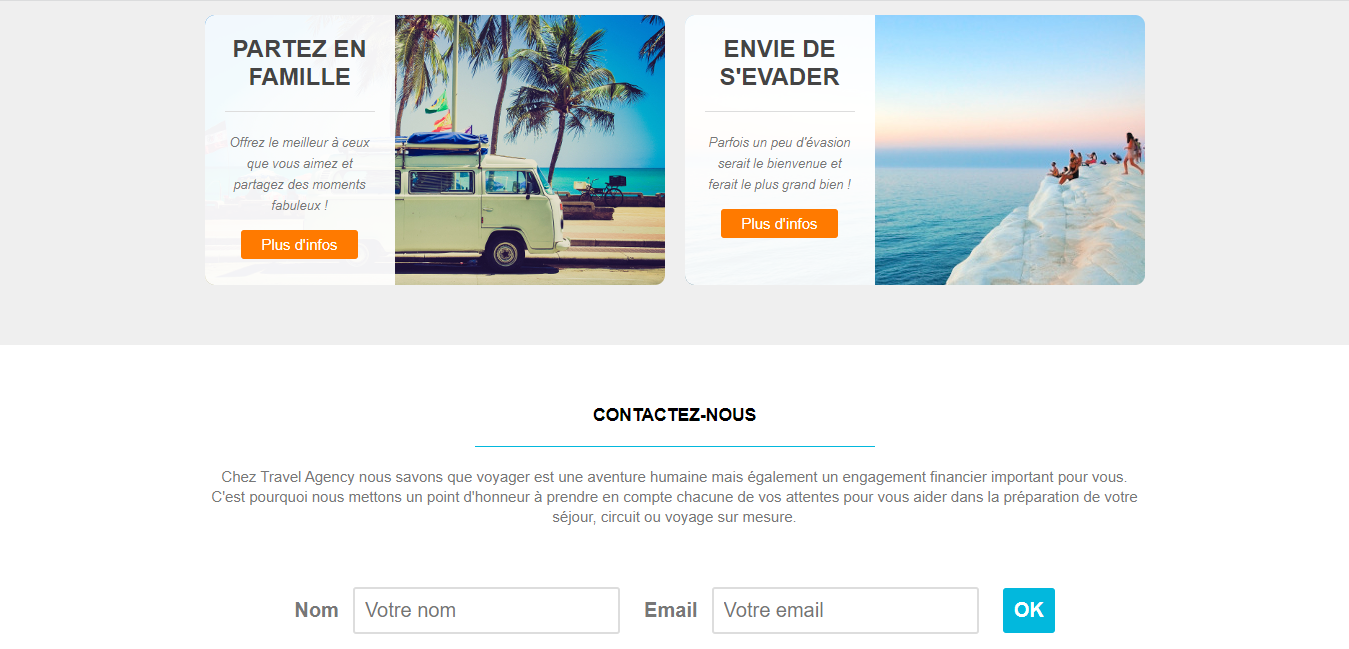 PARTEZ EN
FAMILLE
Offrez le meilleur à ceux
que vous aimez et
partagez des moments
fabuleux !
Plus d'infos
ENVIE DE
S'EVADER
Parfois un peu d'évasion
serait le bienvenue et
ferait le plus grand bien !
Plus d'infos
CONTACTEZ-NOUS
Chez Travel Agency nous savons que voyager est une aventure humaine mais également un engagement financier important pour vous.
C'est pourquoi nous mettons un point d'honneur à prendre en compte chacune de vos attentes pour vous aider dans la préparation de votre
séjour, circuit ou voyage sur mesure.
Nom Votre nom Email Votre email OK